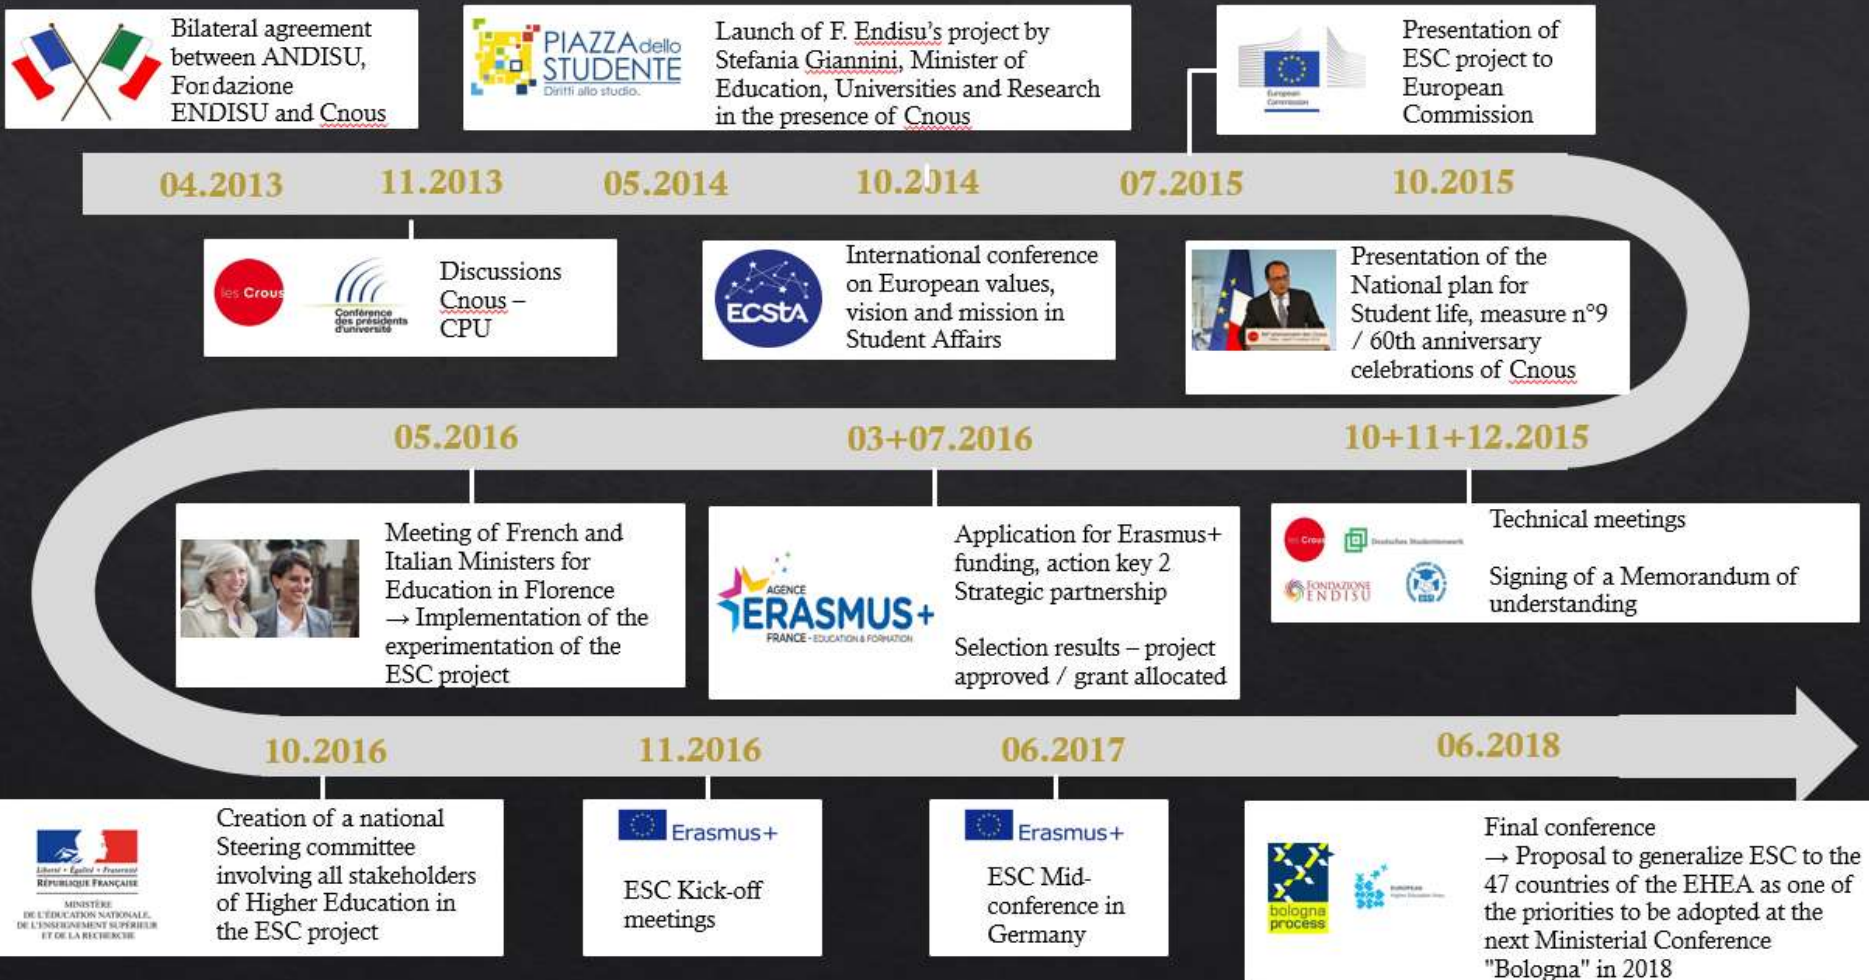 Bilateral agreement
between ANDISU,
Fondazione
ENDISU and Cnous
PIAZZA dello
STUDENTE
Diritti allo studio.
Launch of F. Endisu's project by
Stefania Giannini, Minister of
Education, Universities and Research
in the presence of Cnous
European
Commission
Presentation of
ESC project to
European
Commission
04.2013
11.2013
05.2014
10.2014
07.2015
10.2015
les Crous
Conférence
des présidents
d'université
Discussions
Cnous –
CPU
ECStA
International conference
on European values,
vision and mission in
Student Affairs
Presentation of the
National plan for
Student life, measure n°9
/ 60th anniversary
celebrations of Cnous
05.2016
03+07.2016
10+11+12.2015
Meeting of French and
Italian Ministers for
Education in Florence
→ Implementation of the
experimentation of the
ESC project
AGENCE
ERASMUS+
FRANCE - EDUCATION & FORMATION
Application for Erasmus+
funding, action key 2
Strategic partnership
Selection results – project
approved / grant allocated
les Crous
Deutsches Studentenwerk
FONDAZIONE
ENDISU
Technical meetings
Signing of a Memorandum of
understanding
10.2016
11.2016
06.2017
06.2018
Liberté • Égalité • Fraternité
RÉPUBLIQUE FRANÇAISE
MINISTÈRE
DE L'ÉDUCATION NATIONALE,
DE L'ENSEIGNEMENT SUPÉRIEUR
ET DE LA RECHERCHE
Creation of a national
Steering committee
involving all stakeholders
of Higher Education in
the ESC project
Erasmus+
ESC Kick-off
meetings
Erasmus+
ESC Mid-
conference in
Germany
bologna
process
EUROPEAN
Higher Education Area
Final conference
→ Proposal to generalize ESC to the
47 countries of the EHEA as one of
the priorities to be adopted at the
next Ministerial Conference
"Bologna" in 2018